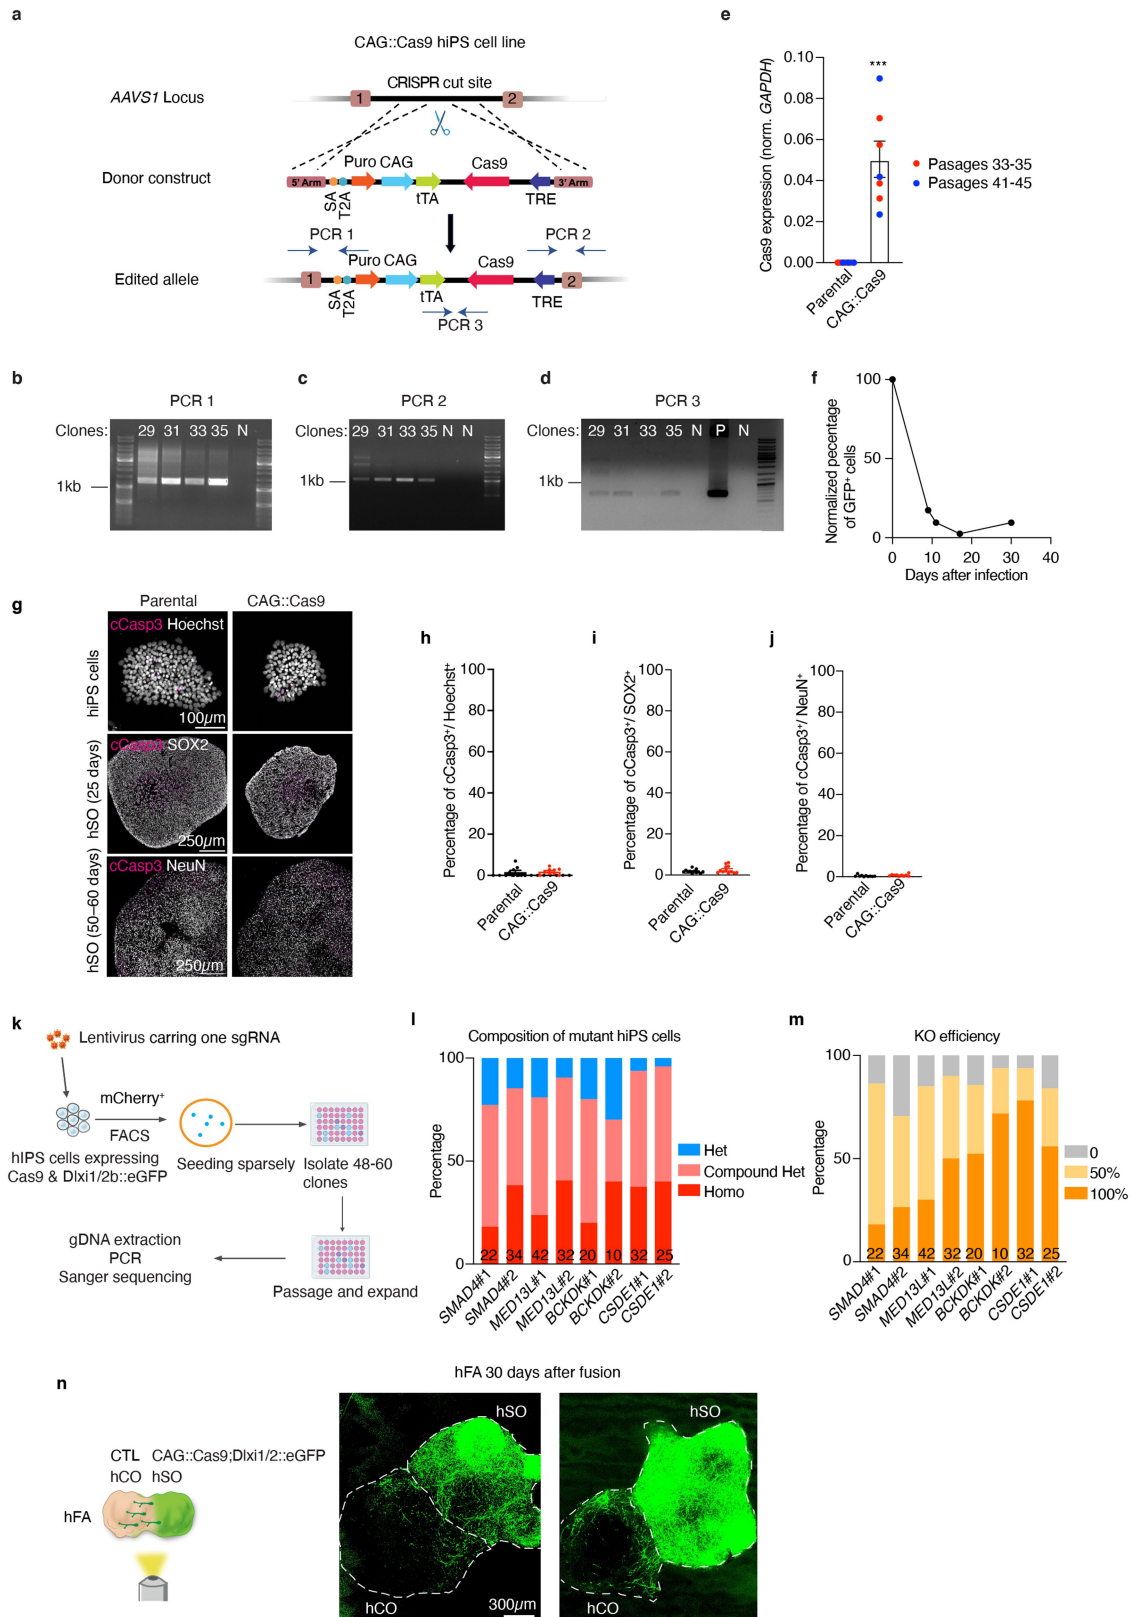 a
CAG::Cas9 hiPS cell line
AAVS1 Locus
1
CRISPR cut site
2
Donor construct
5' Arm
SA
T2A
Puro CAG
tTA
Cas9
TRE
3' Arm
PCR 1
PCR 2
Edited allele
1
SA
T2A
Puro CAG
tTA
Cas9
TRE
2
PCR 3
e
Cas9 expression (norm. GAPDH)
0.10
0.08
0.06
0.04
0.02
0.00
***
Parental
CAG::Cas9
Pasages 33-35
Pasages 41-45
b
PCR 1
Clones: 29 31 33 35 N
1kb
c
PCR 2
Clones: 29 31 33 35 N N
1kb
d
PCR 3
Clones: 29 31 33 35 N P N
1kb
f
Normalized pecentage
of GFP+ cells
100
50
0
0 10 20 30 40
Days after infection
g
Parental CAG::Cas9
hiPS cells
cCasp3 Hoechst
100µm
hSO (25 days)
cCasp3 SOX2
250µm
hSO (50–60 days)
cCasp3 NeuN
250µm
h
Percentage of cCasp3+/ Hoechst+
100
80
60
40
20
0
Parental
CAG::Cas9
i
Percentage of cCasp3+/ SOX2+
100
80
60
40
20
0
Parental
CAG::Cas9
j
Percentage of cCasp3+/ NeuN+
100
80
60
40
20
0
Parental
CAG::Cas9
k
Lentivirus carring one sgRNA
mCherry+
FACS
hIPS cells expressing
Cas9 & Dlxi1/2b::eGFP
Seeding sparsely
Isolate 48-60
clones
Passage and expand
gDNA extraction
PCR
Sanger sequencing
l
Composition of mutant hiPS cells
Percentage
100
50
0
22 34 42 32 20 10 32 25
SMAD4#1
SMAD4#2
MED13L#1
MED13L#2
BCKDK#1
BCKDK#2
CSDE1#1
CSDE1#2
Het
Compound Het
Homo
m
KO efficiency
Percentage
100
50
0
22 34 42 32 20 10 32 25
SMAD4#1
SMAD4#2
MED13L#1
MED13L#2
BCKDK#1
BCKDK#2
CSDE1#1
CSDE1#2
0
50%
100%
n
hFA 30 days after fusion
CTL CAG::Cas9;Dlxi1/2::eGFP
hCO hSO
hFA
hSO
hCO
300µm
hSO
hCO